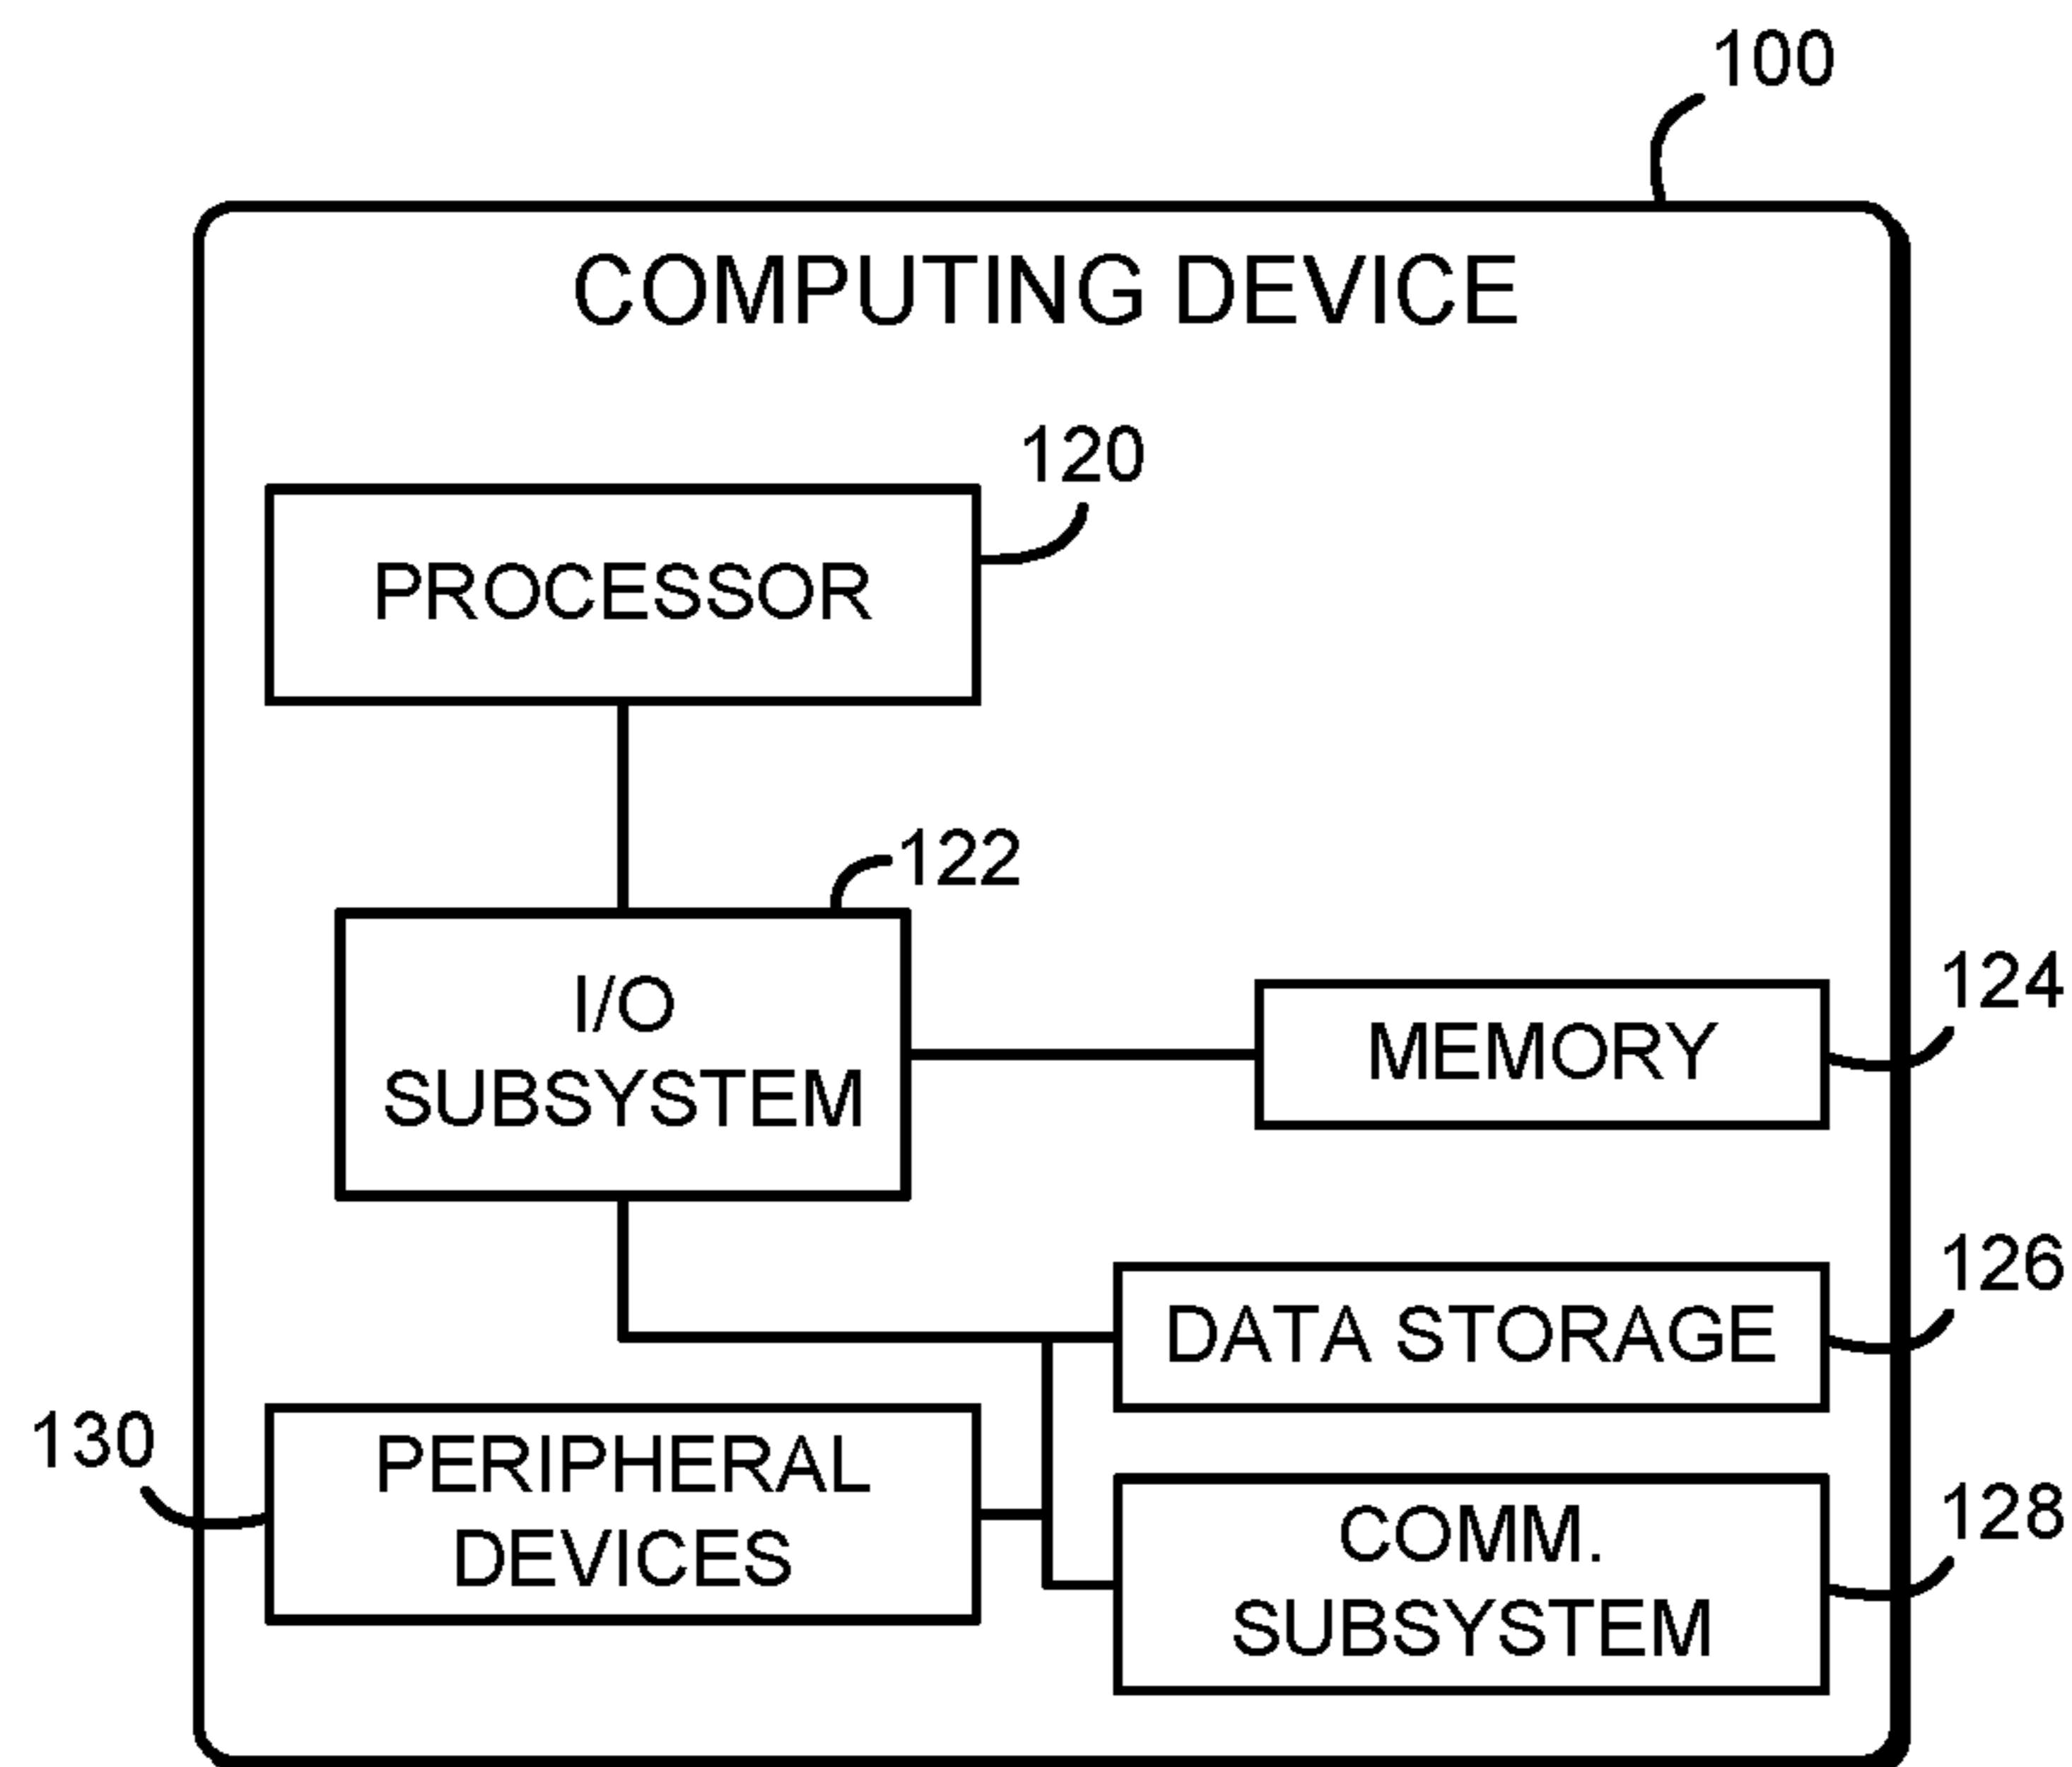 100
COMPUTING DEVICE
120
PROCESSOR
122
I/O
SUBSYSTEM
124
MEMORY
126
DATA STORAGE
130
PERIPHERAL
DEVICES
128
COMM.
SUBSYSTEM